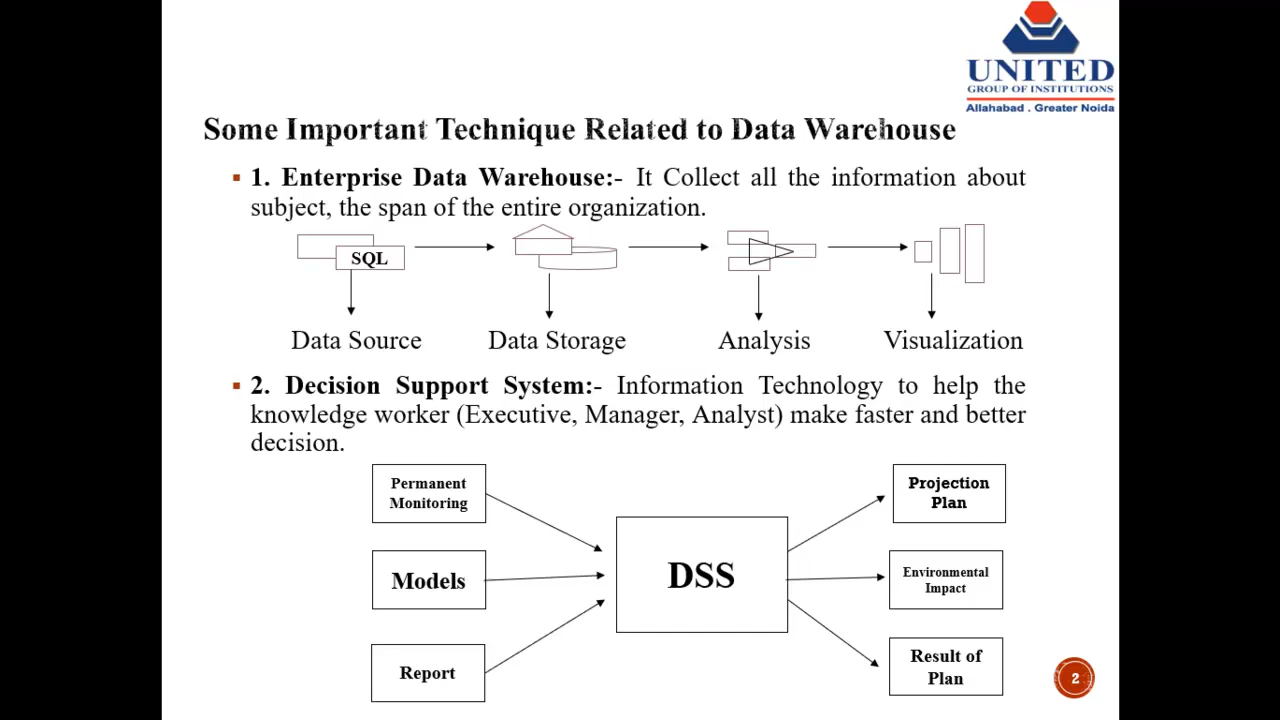 UNITED
GROUP OF INSTITUTIONS
Allahabad . Greater Noida
Some Important Technique Related to Data Warehouse
1. Enterprise Data Warehouse:- It Collect all the information about
subject, the span of the entire organization.
SQL
Data Source
Data Storage
Analysis
Visualization
2. Decision Support System:- Information Technology to help the
knowledge worker (Executive, Manager, Analyst) make faster and better
decision.
Permanent
Monitoring
Models
Report
DSS
Projection
Plan
Environmental
Impact
Result of
Plan
2